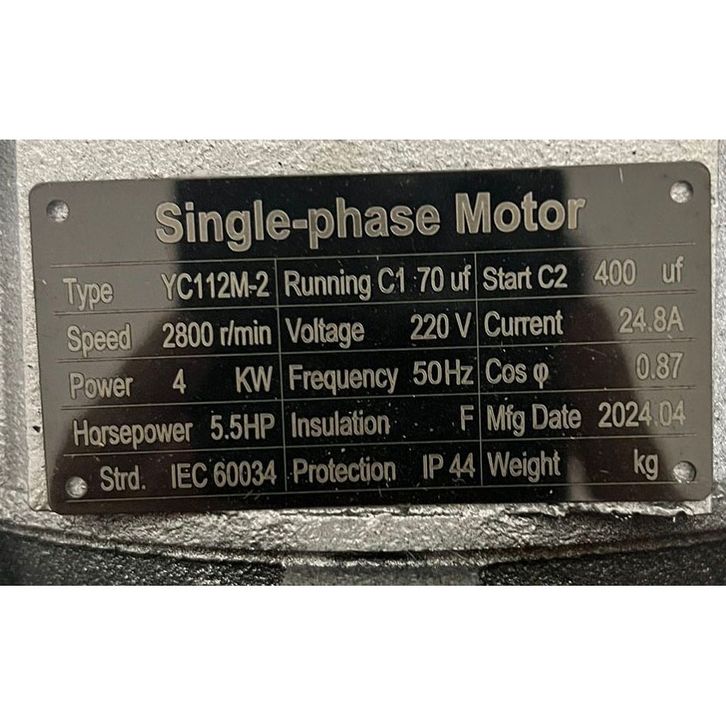 Single-phase Motor
Type YC112M-2 Running C1 70 uf Start C2 400 uf
Speed 2800 r/min Voltage 220 V Current 24.8A
Power 4 KW Frequency 50Hz Cos φ 0.87
Horsepower 5.5HP Insulation F Mfg Date 2024.04
Strd. IEC 60034 Protection IP 44 Weight kg